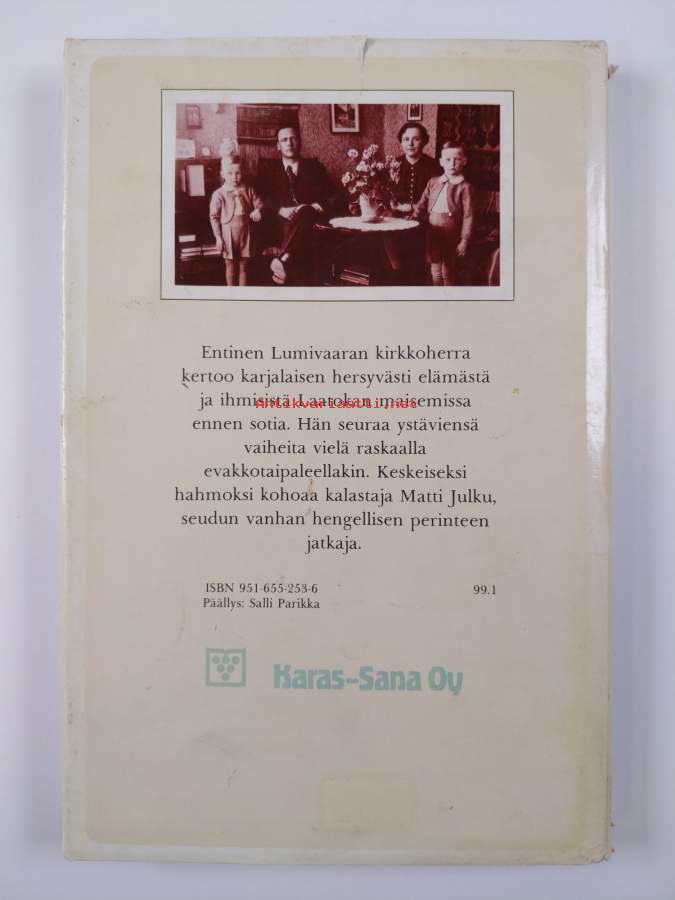 Entinen Lumivaaran kirkkoherra
kertoo karjalaisen hersyvästi elämästä
ja ihmisistä Laatokan maisemissa
Antikvariaatti.net
ennen sotia. Hän seuraa ystäviensä
vaiheita vielä raskaalla
evakkotaipaleellakin. Keskeiseksi
hahmoksi kohoaa kalastaja Matti Julku,
seudun vanhan hengellisen perinteen
jatkaja.
ISBN 951-655-253-6 99.1
Päällys: Salli Parikka
Karas-Sana Oy